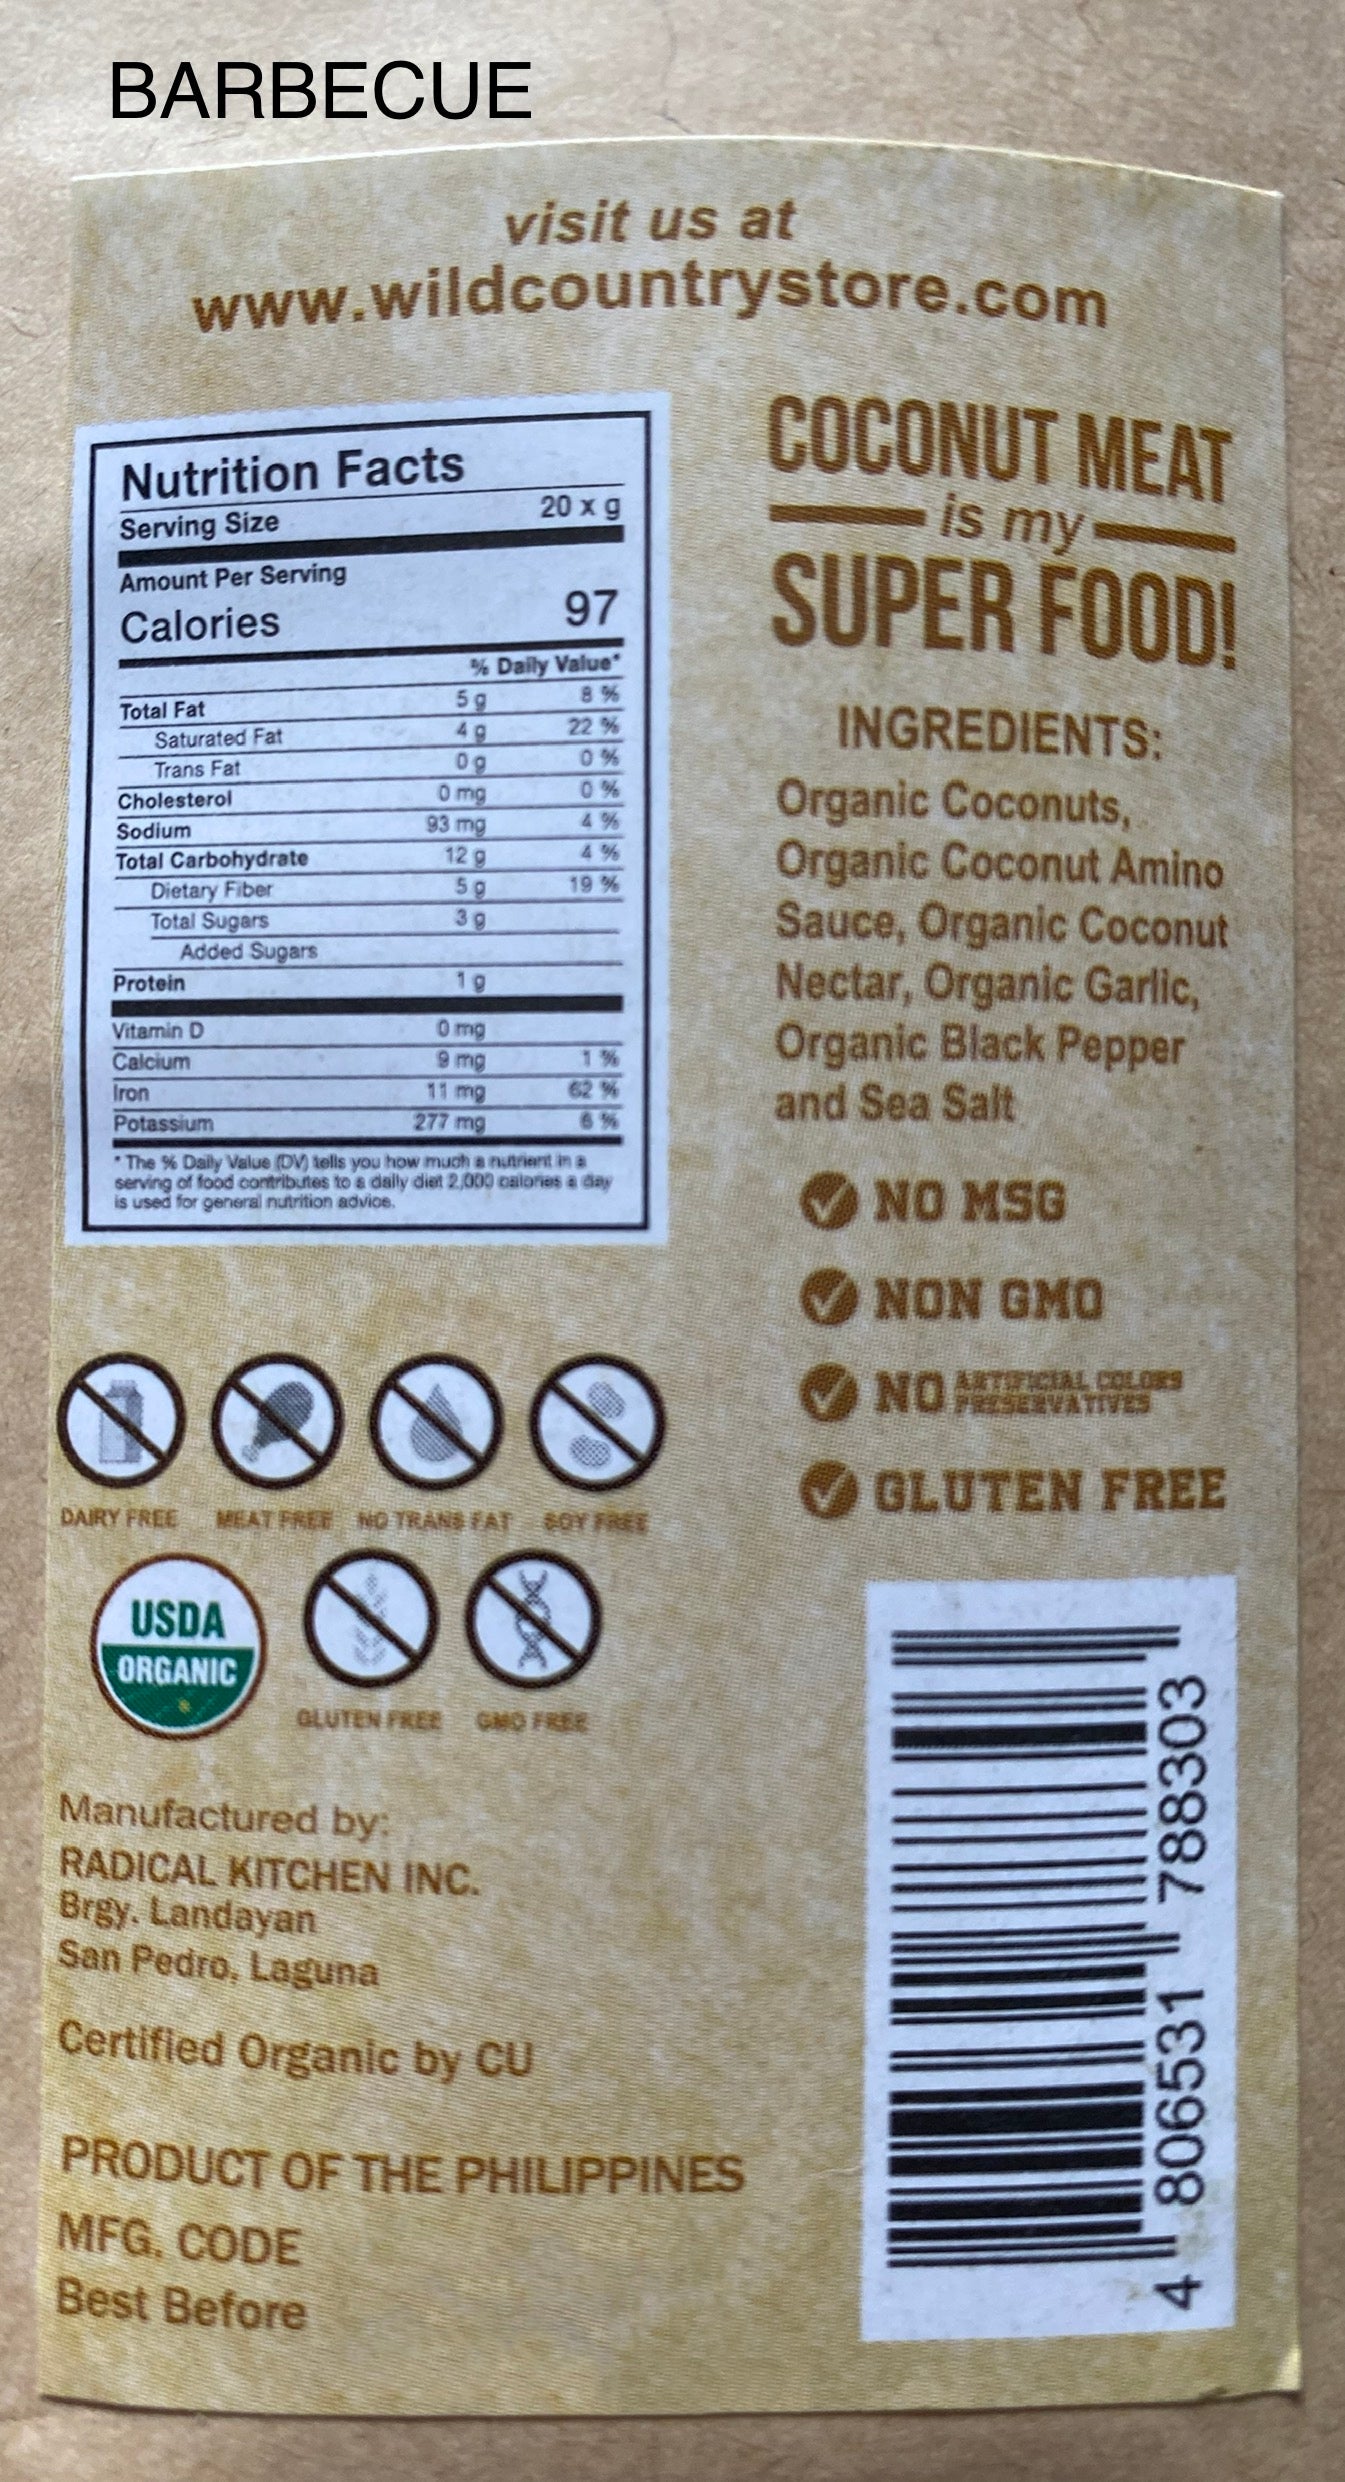 BARBECUE
visit us at
www.wildcountrystore.com
Nutrition Facts
Serving Size 20 x g
Amount Per Serving
Calories 97
% Daily Value*
Total Fat 5 g 8 %
Saturated Fat 4 g 22 %
Trans Fat 0 g 0 %
Cholesterol 0 mg 0 %
Sodium 93 mg 4 %
Total Carbohydrate 12 g 4 %
Dietary Fiber 5 g 19 %
Total Sugars 3 g
Added Sugars
Protein 1 g
Vitamin D 0 mg
Calcium 9 mg 1 %
Iron 11 mg 62 %
Potassium 277 mg 6 %
* The % Daily Value (DV) tells you how much a nutrient in a
serving of food contributes to a daily diet 2,000 calories a day
is used for general nutrition advice.
COCONUT MEAT
is my
SUPER FOOD!
INGREDIENTS:
Organic Coconuts,
Organic Coconut Amino
Sauce, Organic Coconut
Nectar, Organic Garlic,
Organic Black Pepper
and Sea Salt
NO MSG
NON GMO
NO ARTIFICIAL COLORS
PRESERVATIVES
GLUTEN FREE
DAIRY FREE MEAT FREE NO TRANS FAT SOY FREE
USDA
ORGANIC
GLUTEN FREE GMO FREE
Manufactured by:
RADICAL KITCHEN INC.
Brgy. Landayan
San Pedro, Laguna
Certified Organic by CU
PRODUCT OF THE PHILIPPINES
MFG. CODE
Best Before
4 806531 788303